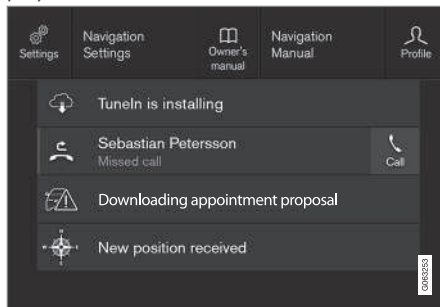 Settings
Navigation
Settings
Owner's
manual
Navigation
Manual
Profile
TuneIn is installing
Sebastian Petersson
Missed call
Call
Downloading appointment proposal
New position received
G063253